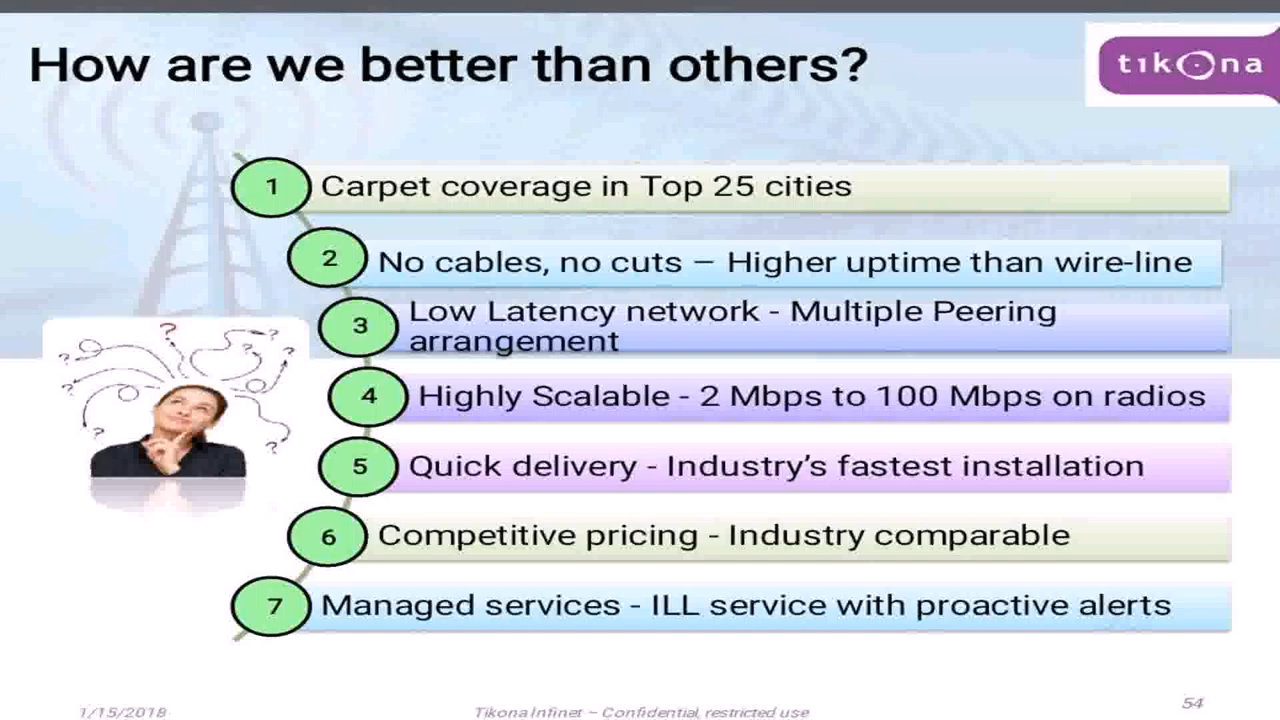 How are we better than others?
tikona
1 Carpet coverage in Top 25 cities
2 No cables, no cuts – Higher uptime than wire-line
3 Low Latency network - Multiple Peering
arrangement
4 Highly Scalable - 2 Mbps to 100 Mbps on radios
5 Quick delivery - Industry’s fastest installation
6 Competitive pricing - Industry comparable
7 Managed services - ILL service with proactive alerts
? ? ? ? ? ? ? ?
1/15/2018
Tikona Infinet – Confidential, restricted use
54